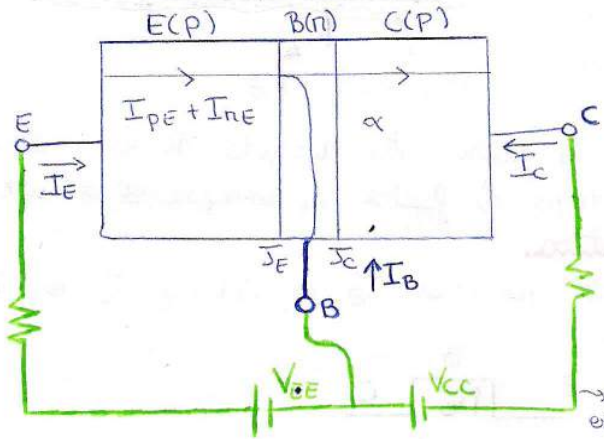 E(p) B(n) C(p)
I_pE + I_nE
α
E
C
I_E
I_C
J_E
J_C
I_B
B
V_EE
V_CC